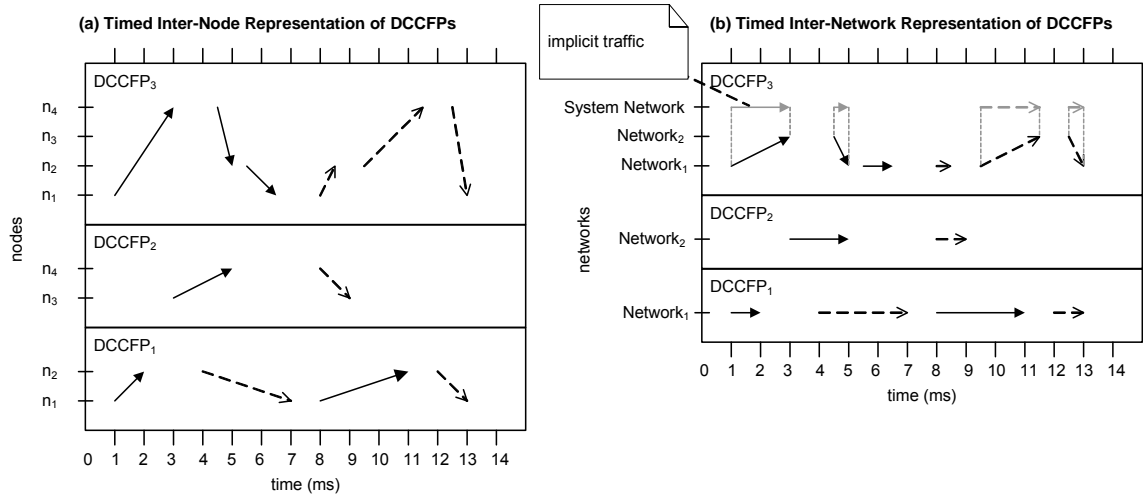 (a) Timed Inter-Node Representation of DCCFPs
DCCFP₃
n₄
n₃
n₂
n₁
DCCFP₂
n₄
n₃
DCCFP₁
n₂
n₁
nodes
0 1 2 3 4 5 6 7 8 9 10 11 12 13 14
time (ms)
implicit traffic
(b) Timed Inter-Network Representation of DCCFPs
DCCFP₃
System Network
Network₂
Network₁
DCCFP₂
Network₂
DCCFP₁
Network₁
networks
0 1 2 3 4 5 6 7 8 9 10 11 12 13 14
time (ms)